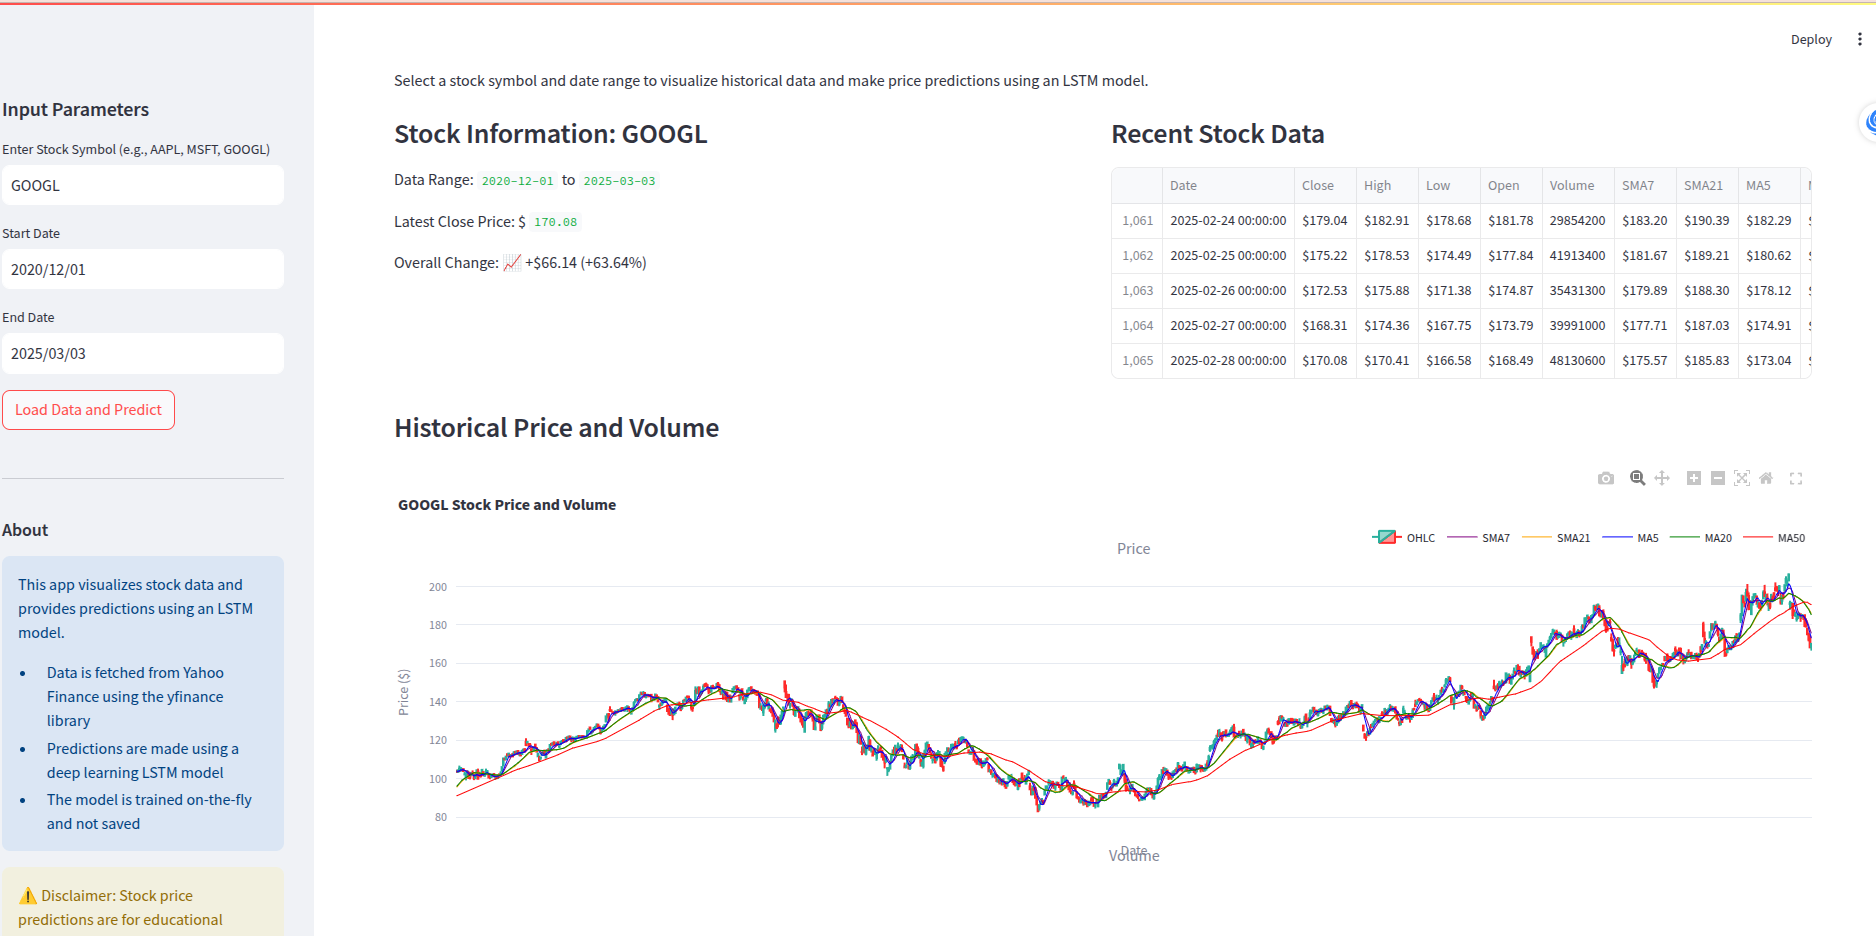 Deploy
Input Parameters
Enter Stock Symbol (e.g., AAPL, MSFT, GOOGL)
GOOGL
Start Date
2020/12/01
End Date
2025/03/03
Load Data and Predict
About
This app visualizes stock data and
provides predictions using an LSTM
model.
• Data is fetched from Yahoo
Finance using the yfinance
library
• Predictions are made using a
deep learning LSTM model
• The model is trained on-the-fly
and not saved
⚠️ Disclaimer: Stock price
predictions are for educational
Select a stock symbol and date range to visualize historical data and make price predictions using an LSTM model.
Stock Information: GOOGL
Data Range: 2020-12-01 to 2025-03-03
Latest Close Price: $ 170.08
Overall Change: 📈 +$66.14 (+63.64%)
Recent Stock Data
Date Close High Low Open Volume SMA7 SMA21 MA5
1,061 2025-02-24 00:00:00 $179.04 $182.91 $178.68 $181.78 29854200 $183.20 $190.39 $182.29
1,062 2025-02-25 00:00:00 $175.22 $178.53 $174.49 $177.84 41913400 $181.67 $189.21 $180.62
1,063 2025-02-26 00:00:00 $172.53 $175.88 $171.38 $174.87 35431300 $179.89 $188.30 $178.12
1,064 2025-02-27 00:00:00 $168.31 $174.36 $167.75 $173.79 39991000 $177.71 $187.03 $174.91
1,065 2025-02-28 00:00:00 $170.08 $170.41 $166.58 $168.49 48130600 $175.57 $185.83 $173.04
Historical Price and Volume
GOOGL Stock Price and Volume
OHLC SMA7 SMA21 MA5 MA20 MA50
Price
Price ($)
200
180
160
140
120
100
80
Date
Volume